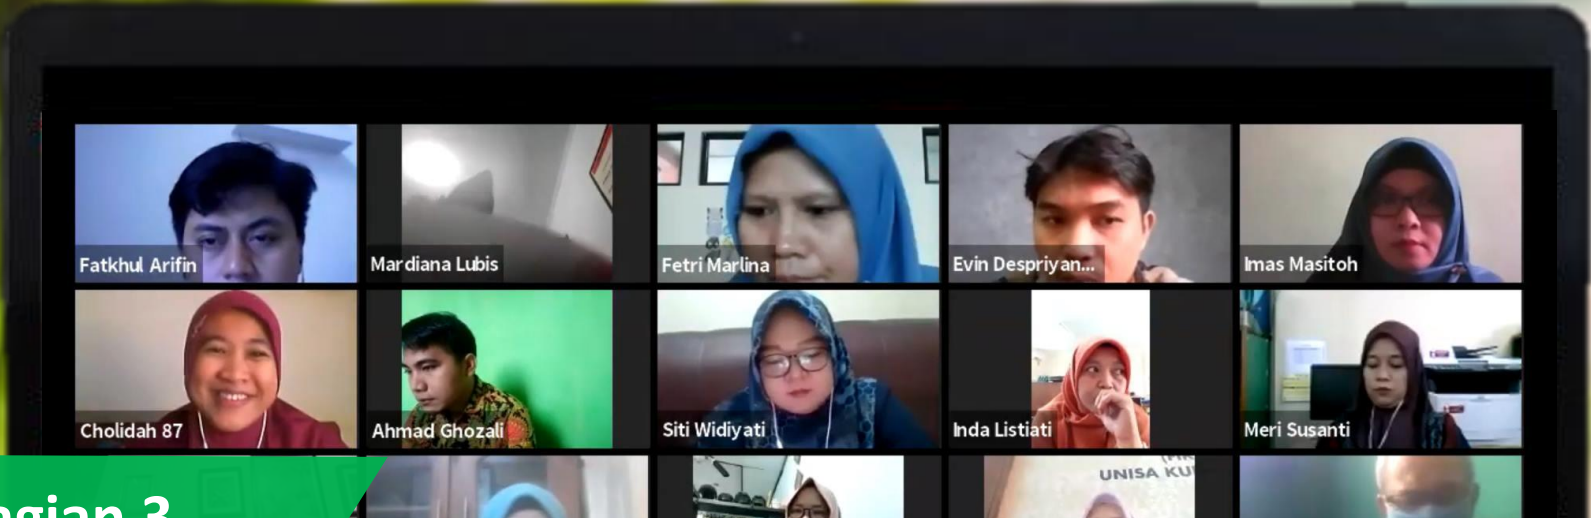 Fatkhul Arifin
Mardiana Lubis
Fetri Marlina
Evin Despriyan...
Imas Masitoh
Cholidah 87
Ahmad Ghozali
Siti Widiyati
Inda Listiati
Meri Susanti
UNISA
3